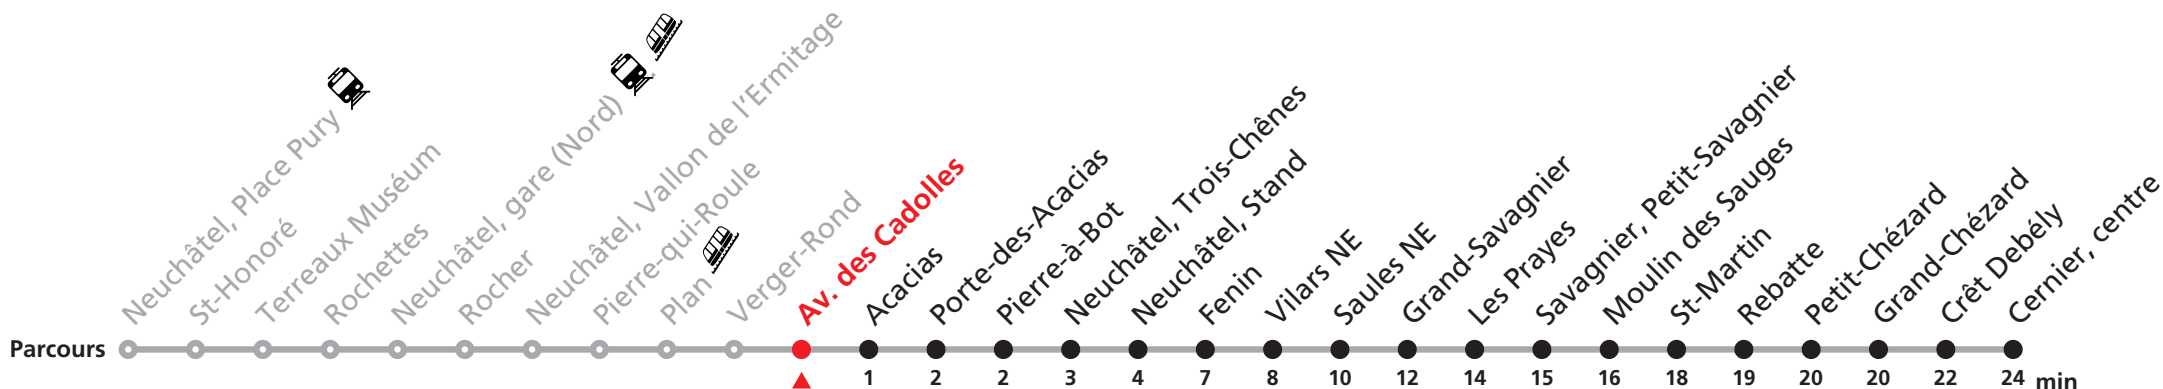 Neuchâtel, Place Pury
St-Honoré
Terreaux Muséum
Rochettes
Neuchâtel, gare (Nord)
Rocher
Neuchâtel, Vallon de l'Ermitage
Pierre-qui-Roule
Plan
Verger-Rond
Av. des Cadolles
Acacias
Porte-des-Acacias
Pierre-à-Bot
Neuchâtel, Trois-Chênes
Neuchâtel, Stand
Fenin
Vilars NE
Saules NE
Grand-Savagnier
Les Prayes
Savagnier, Petit-Savagnier
Moulin des Sauges
St-Martin
Rebatte
Petit-Chézard
Grand-Chézard
Crêt Debély
Cernier, centre
Parcours
1 2 2 3 4 7 8 10 12 14 15 16 18 19 20 20 22 24 min